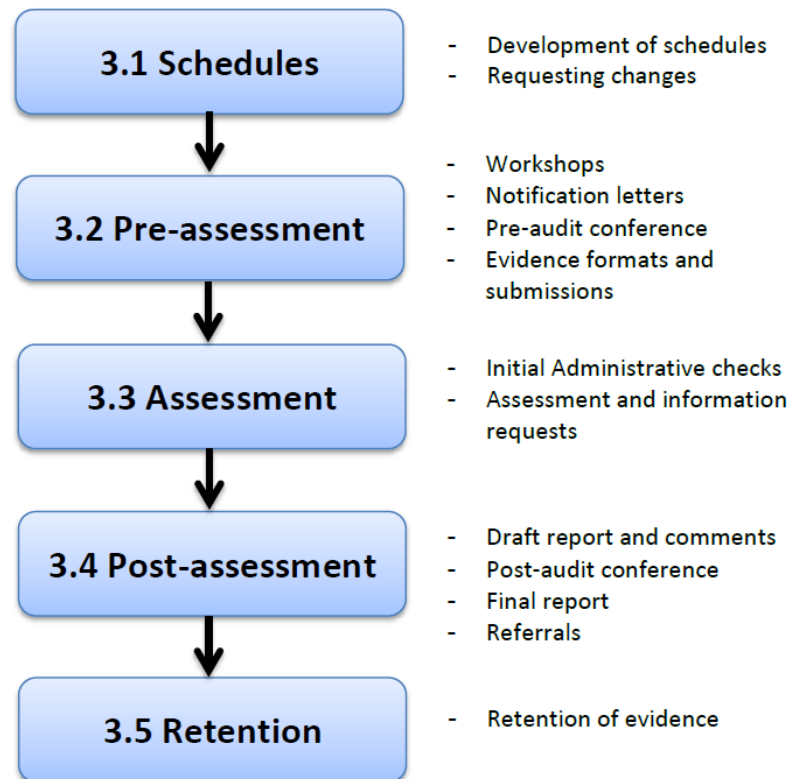 3.1 Schedules
- Development of schedules
- Requesting changes
3.2 Pre-assessment
- Workshops
- Notification letters
- Pre-audit conference
- Evidence formats and
submissions
3.3 Assessment
- Initial Administrative checks
- Assessment and information
requests
3.4 Post-assessment
- Draft report and comments
- Post-audit conference
- Final report
- Referrals
3.5 Retention
- Retention of evidence